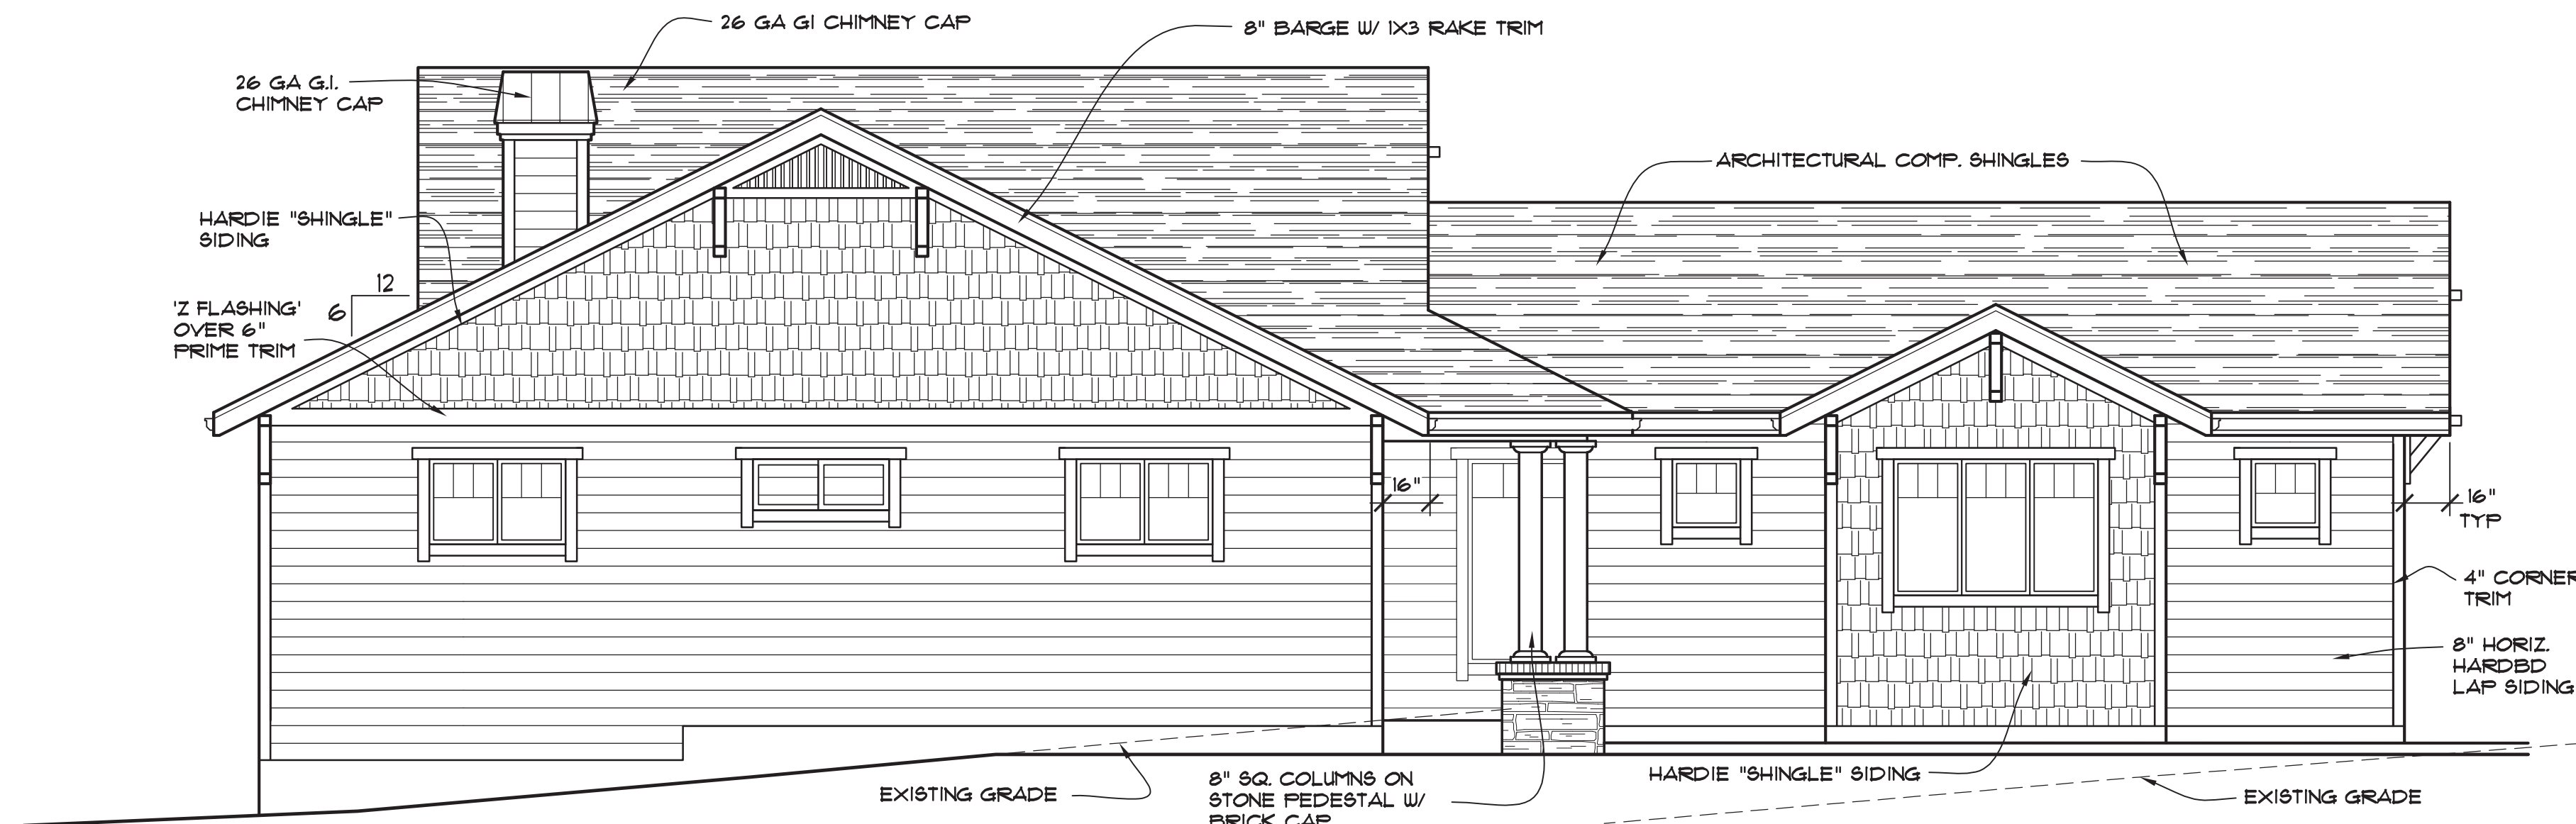 26 GA GI CHIMNEY CAP
8" BARGE W/ 1X3 RAKE TRIM
26 GA G.I.
CHIMNEY CAP
ARCHITECTURAL COMP. SHINGLES
HARDIE "SHINGLE"
SIDING
12
6
'Z FLASHING'
OVER 6"
PRIME TRIM
16"
16"
TYP
4" CORNER
TRIM
8" HORIZ.
HARDBD
LAP SIDING
HARDIE "SHINGLE" SIDING
EXISTING GRADE
8" SQ. COLUMNS ON
STONE PEDESTAL W/
BRICK CAP
EXISTING GRADE